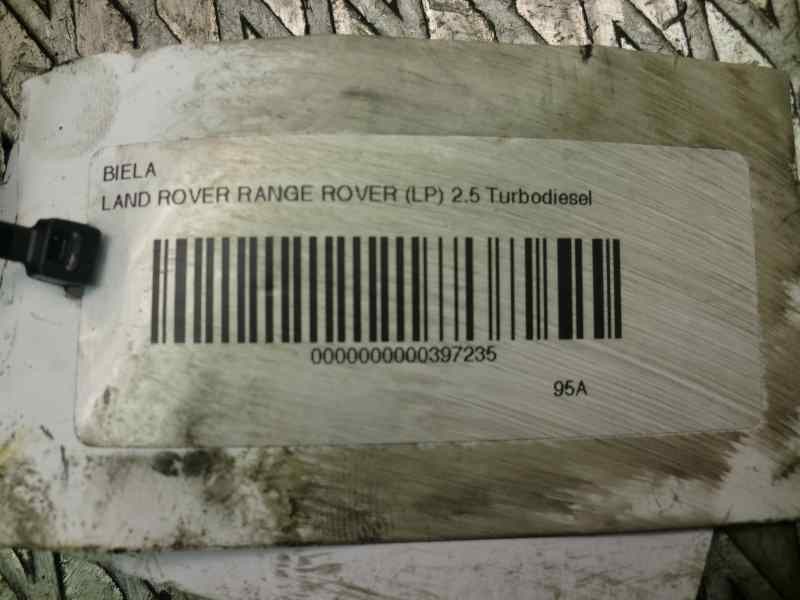 BIELA
LAND ROVER RANGE ROVER (LP) 2.5 Turbodiesel
0000000000397235
95A